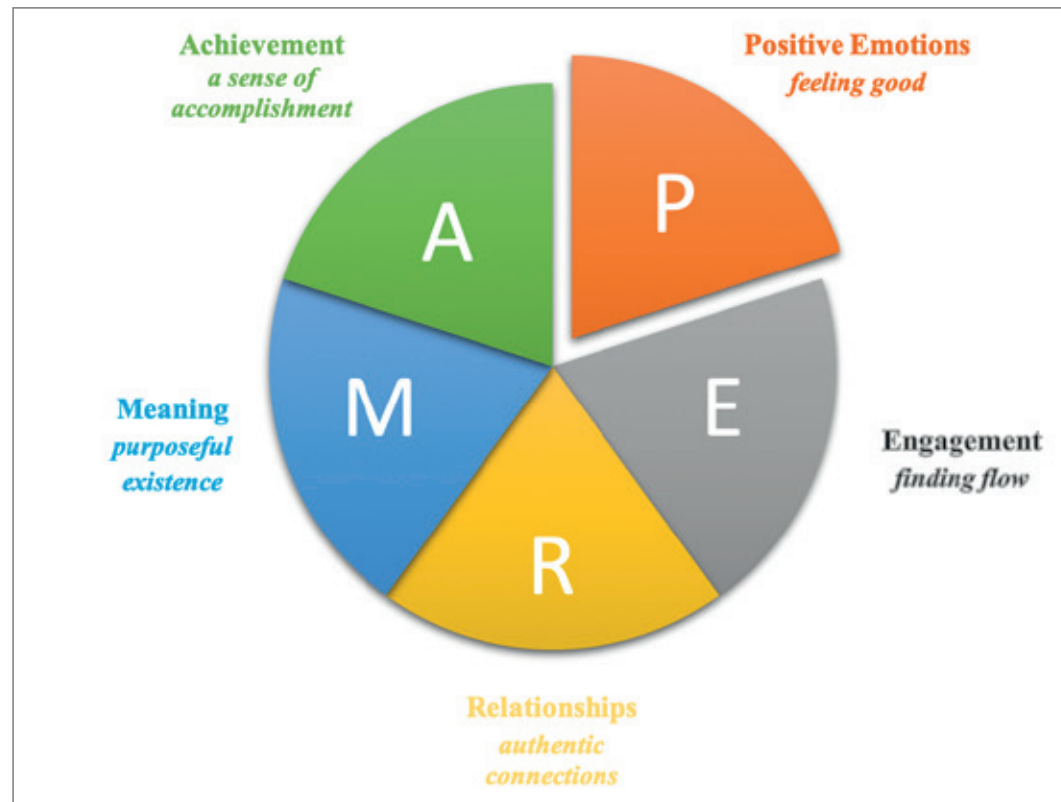 Achievement
a sense of
accomplishment
Positive Emotions
feeling good
A
P
M
E
R
Meaning
purposeful
existence
Engagement
finding flow
Relationships
authentic
connections